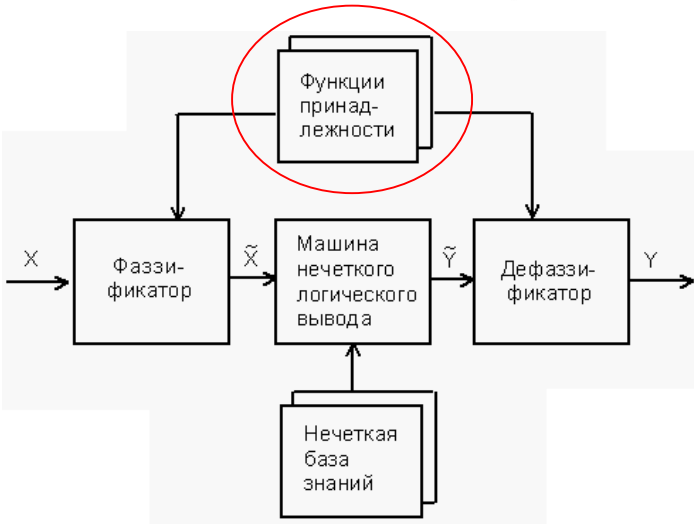 Функции
принад-
лежности
X
Фаззи-
фикатор
X̃
Машина
нечеткого
логического
вывода
Ỹ
Дефаззи-
фикатор
Y
Нечеткая
база
знаний